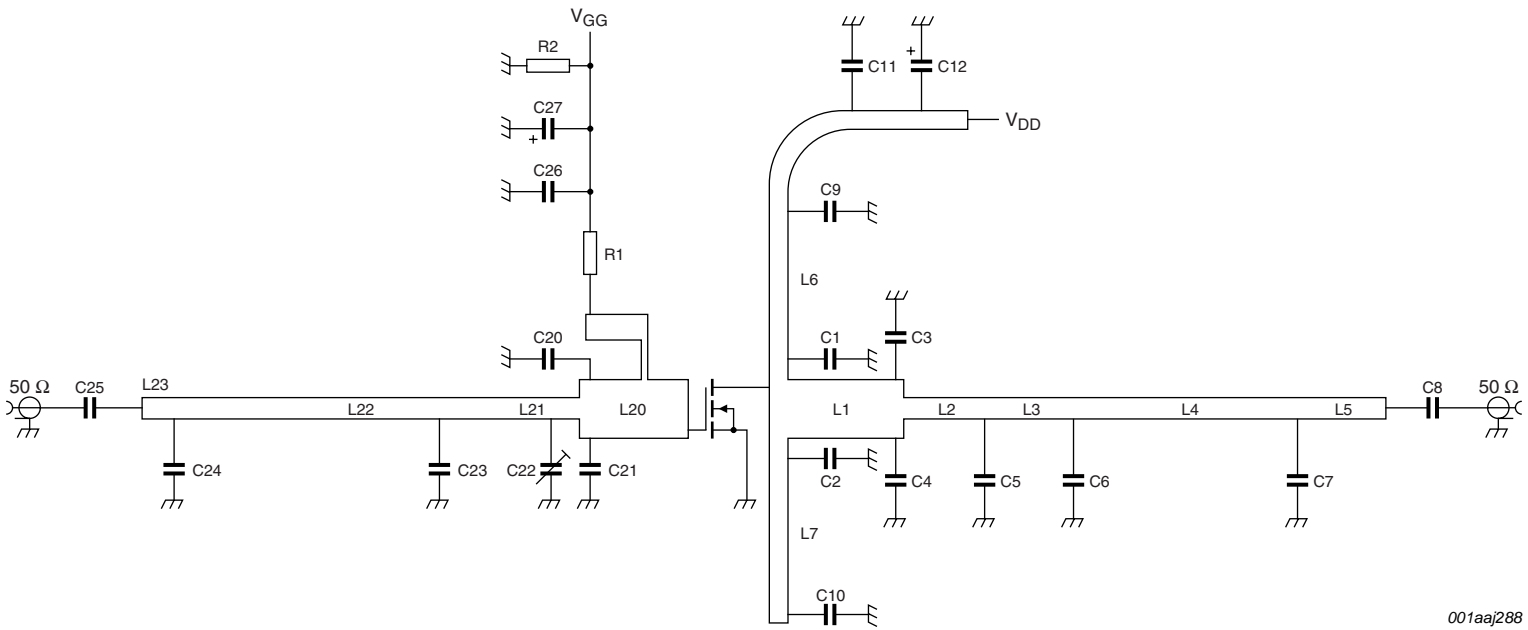 VGG
R2
C11
C12
+
C27
+
VDD
C26
C9
R1
L6
C20
C1
C3
50 Ω
C25
L23
L22
L21
L20
L1
L2
L3
L4
L5
C8
50 Ω
C24
C23
C22
C21
C2
C4
C5
C6
C7
L7
C10
001aaj288